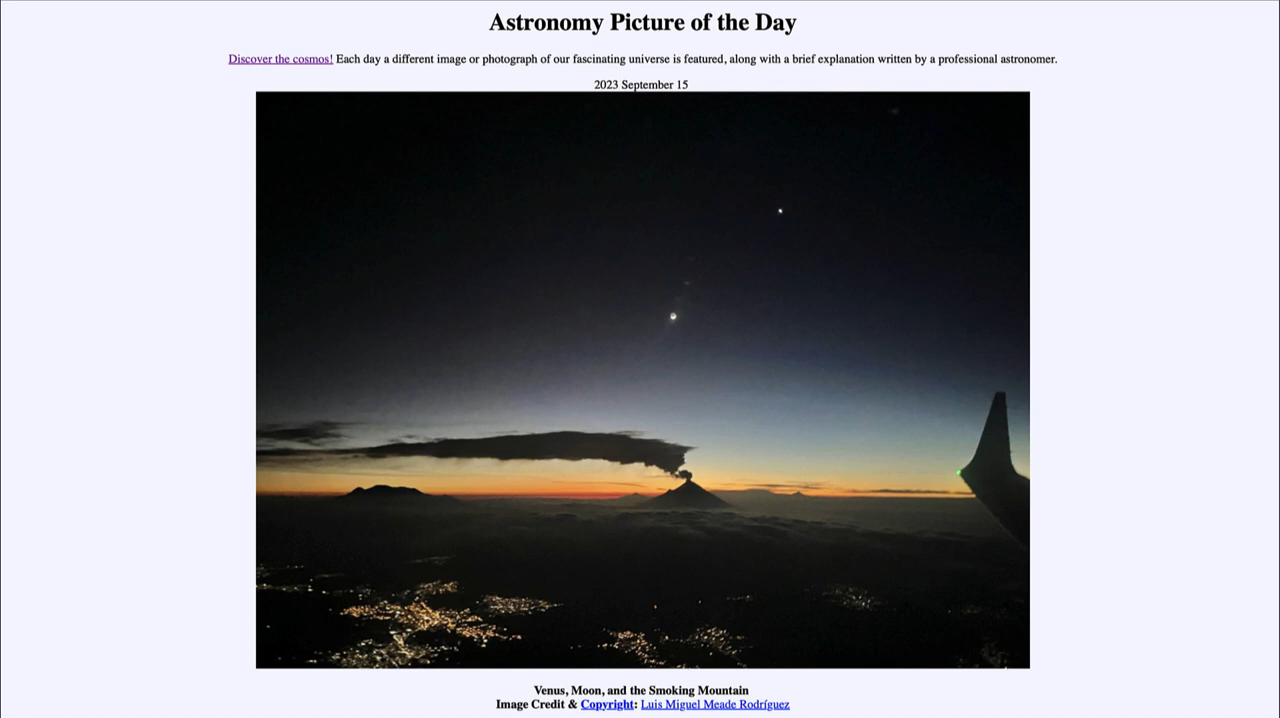 Astronomy Picture of the Day
Discover the cosmos! Each day a different image or photograph of our fascinating universe is featured, along with a brief explanation written by a professional astronomer.
2023 September 15
Venus, Moon, and the Smoking Mountain
Image Credit & Copyright: Luis Miguel Meade Rodríguez